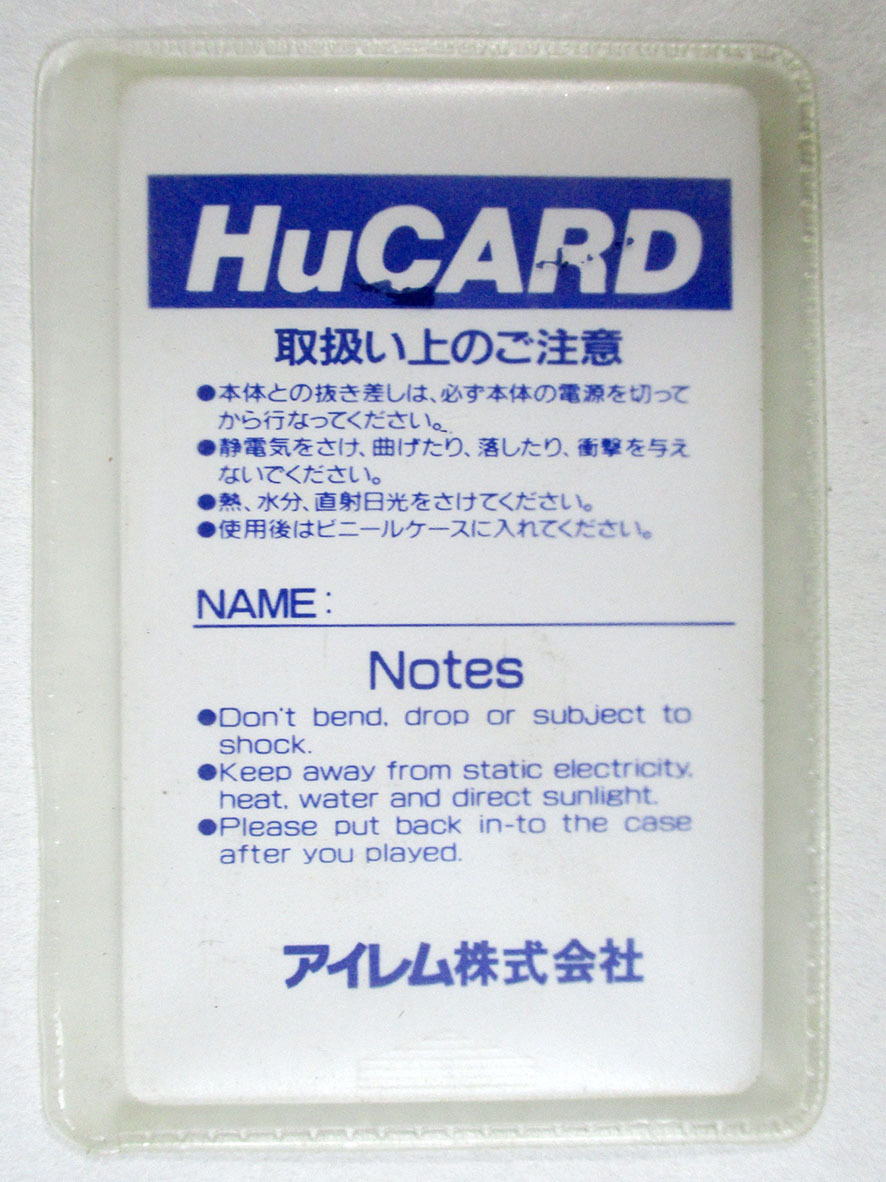 HuCARD
取扱い上のご注意
●本体との抜き差しは、必ず本体の電源を切って
から行なってください。
●静電気をさけ、曲げたり、落したり、衝撃を与え
ないでください。
●熱、水分、直射日光をさけてください。
●使用後はビニールケースに入れてください。
NAME:
Notes
●Don't bend, drop or subject to
shock.
●Keep away from static electricity,
heat, water and direct sunlight.
●Please put back in-to the case
after you played.
アイレム株式会社